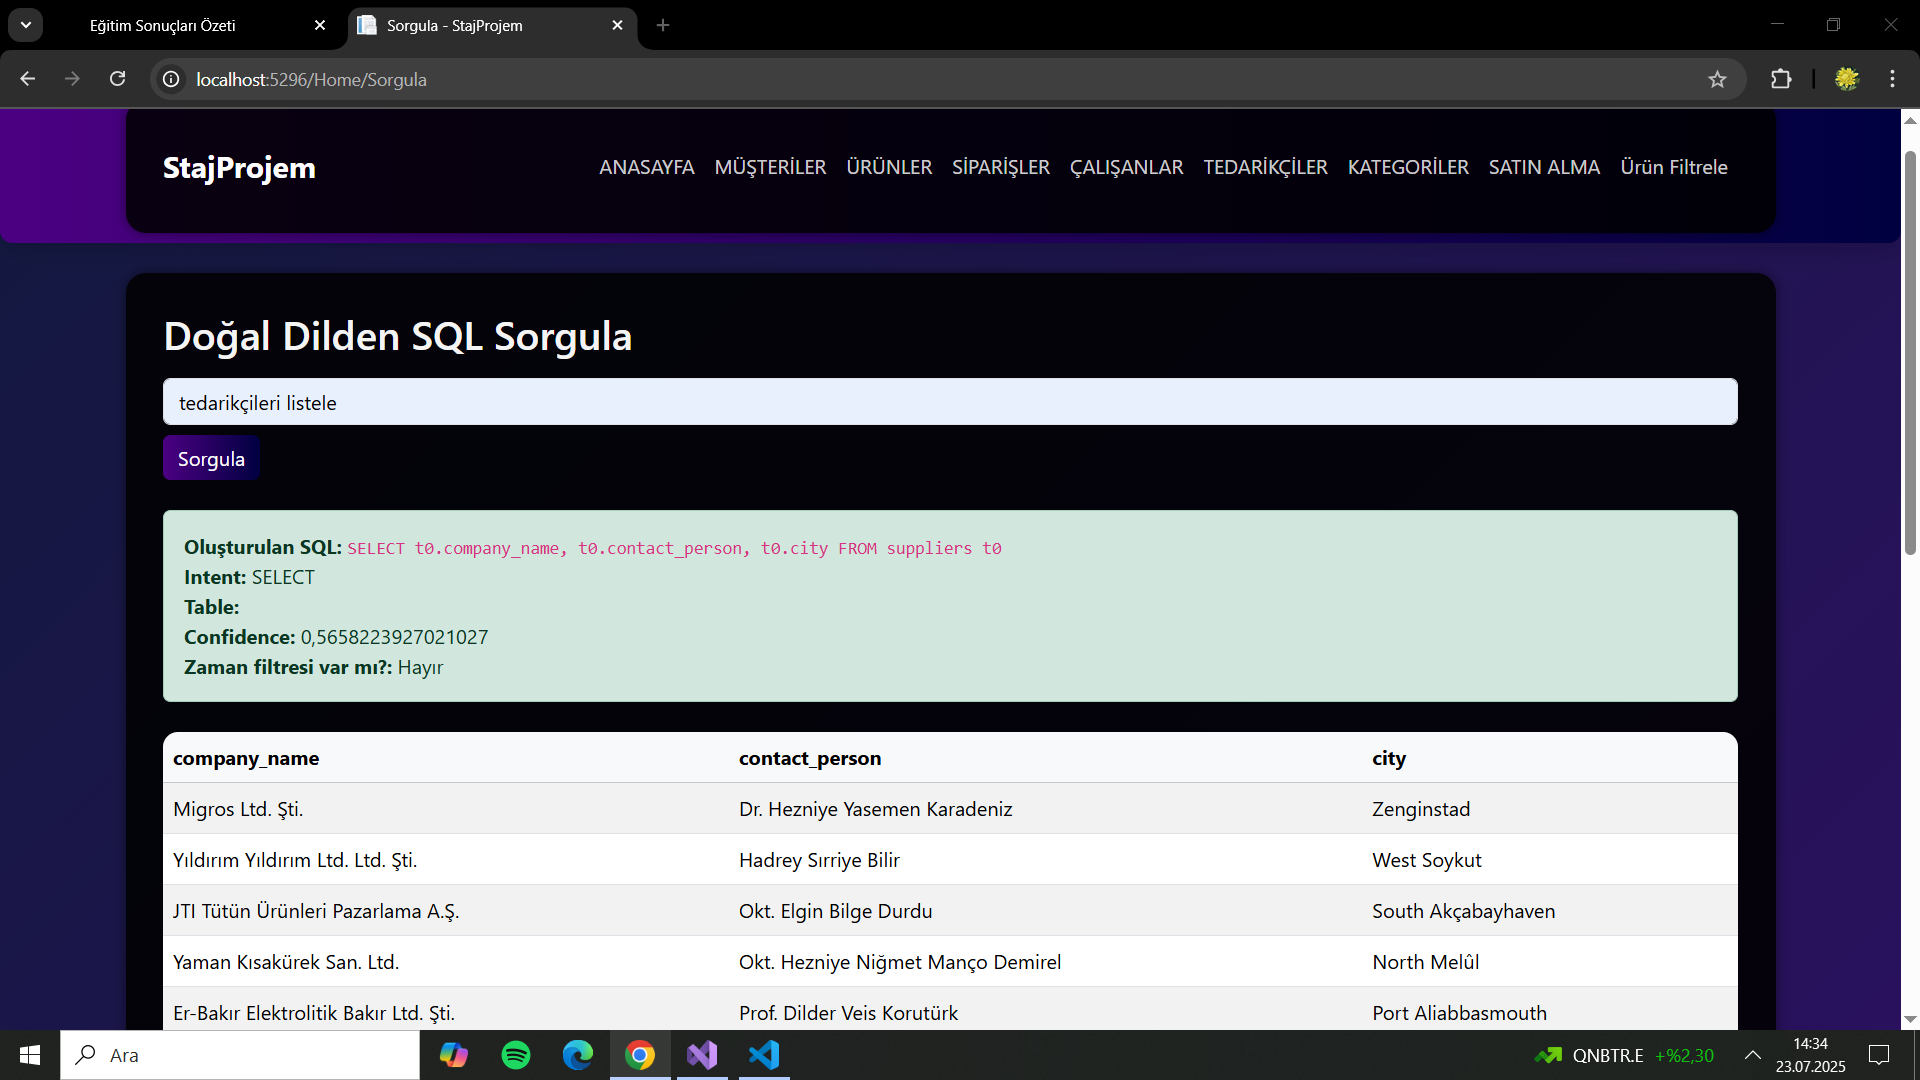 Eğitim Sonuçları Özeti
Sorgula - StajProjem
localhost:5296/Home/Sorgula
StajProjem
ANASAYFA MÜŞTERİLER ÜRÜNLER SİPARİŞLER ÇALIŞANLAR TEDARİKÇİLER KATEGORİLER SATIN ALMA Ürün Filtrele
Doğal Dilden SQL Sorgula
tedarikçileri listele
Sorgula
Oluşturulan SQL: SELECT t0.company_name, t0.contact_person, t0.city FROM suppliers t0
Intent: SELECT
Table:
Confidence: 0,5658223927021027
Zaman filtresi var mı?: Hayır
company_name contact_person city
Migros Ltd. Şti. Dr. Hezniye Yasemen Karadeniz Zenginstad
Yıldırım Yıldırım Ltd. Ltd. Şti. Hadrey Sırriye Bilir West Soykut
JTI Tütün Ürünleri Pazarlama A.Ş. Okt. Elgin Bilge Durdu South Akçabayhaven
Yaman Kısakürek San. Ltd. Okt. Hezniye Niğmet Manço Demirel North Melûl
Er-Bakır Elektrolitik Bakır Ltd. Şti. Prof. Dilder Veis Korutürk Port Aliabbasmouth
Ara
QNBTR.E +%2,30
14:34
23.07.2025